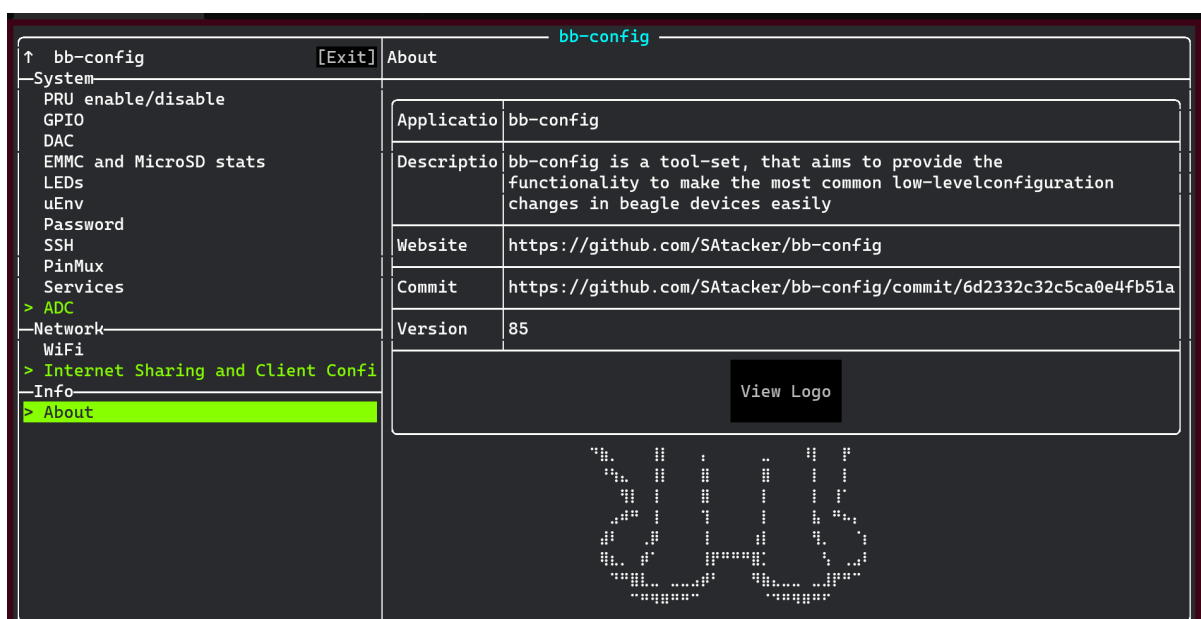 bb-config
↑ bb-config [Exit]
System
PRU enable/disable
GPIO
DAC
EMMC and MicroSD stats
LEDs
uEnv
Password
SSH
PinMux
Services
> ADC
Network
WiFi
> Internet Sharing and Client Confi
Info
> About
About
Applicatio bb-config
Descriptio bb-config is a tool-set, that aims to provide the
functionality to make the most common low-levelconfiguration
changes in beagle devices easily
Website https://github.com/SAtacker/bb-config
Commit https://github.com/SAtacker/bb-config/commit/6d2332c32c5ca0e4fb51a
Version 85
View Logo